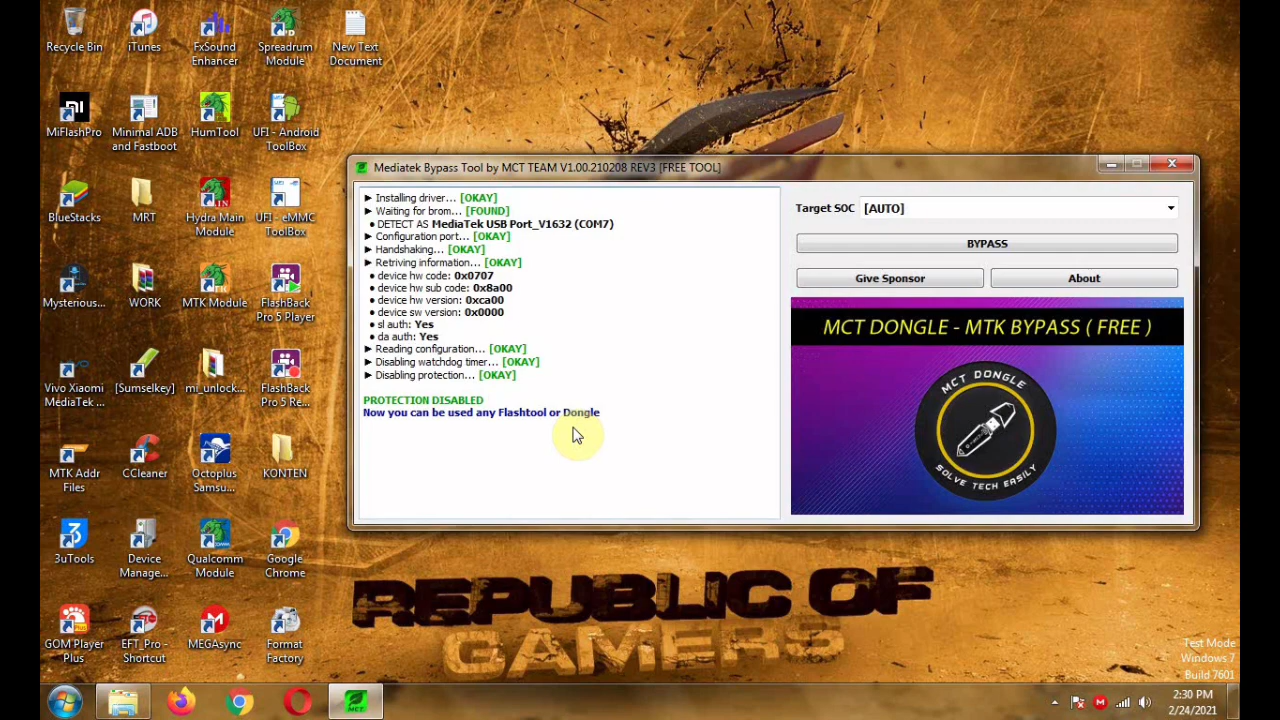 Recycle Bin
iTunes
FxSound
Enhancer
Spreadrum
Module
New Text
Document
MiFlashPro
Minimal ADB
and Fastboot
HumTool
UFI - Android
ToolBox
BlueStacks
MRT
Hydra Main
Module
UFI - eMMC
ToolBox
Mysterious...
WORK
MTK Module
FlashBack
Pro 5 Player
Vivo Xiaomi
MediaTek ...
[Sumselkey]
mi_unlock...
FlashBack
Pro 5 Re...
MTK Addr
Files
CCleaner
Octoplus
Samsu...
KONTEN
3uTools
Device
Manage...
Qualcomm
Module
Google
Chrome
GOM Player
Plus
EFT_Pro -
Shortcut
MEGAsync
Format
Factory
Mediatek Bypass Tool by MCT TEAM V1.00.210208 REV3 [FREE TOOL]
► Installing driver... [OKAY]
► Waiting for brom... [FOUND]
• DETECT AS MediaTek USB Port_V1632 (COM7)
► Configuration port... [OKAY]
► Handshaking... [OKAY]
► Retriving information... [OKAY]
• device hw code: 0x0707
• device hw sub code: 0x8a00
• device hw version: 0xca00
• device sw version: 0x0000
• sl auth: Yes
• da auth: Yes
► Reading configuration... [OKAY]
► Disabling watchdog timer... [OKAY]
► Disabling protection... [OKAY]
PROTECTION DISABLED
Now you can be used any Flashtool or Dongle
Target SOC [AUTO]
BYPASS
Give Sponsor
About
MCT DONGLE - MTK BYPASS ( FREE )
MCT DONGLE
SOLVE TECH EASILY
REPUBLIC OF
GAMERS
Test Mode
Windows 7
Build 7601
MCT
2:30 PM
2/24/2021